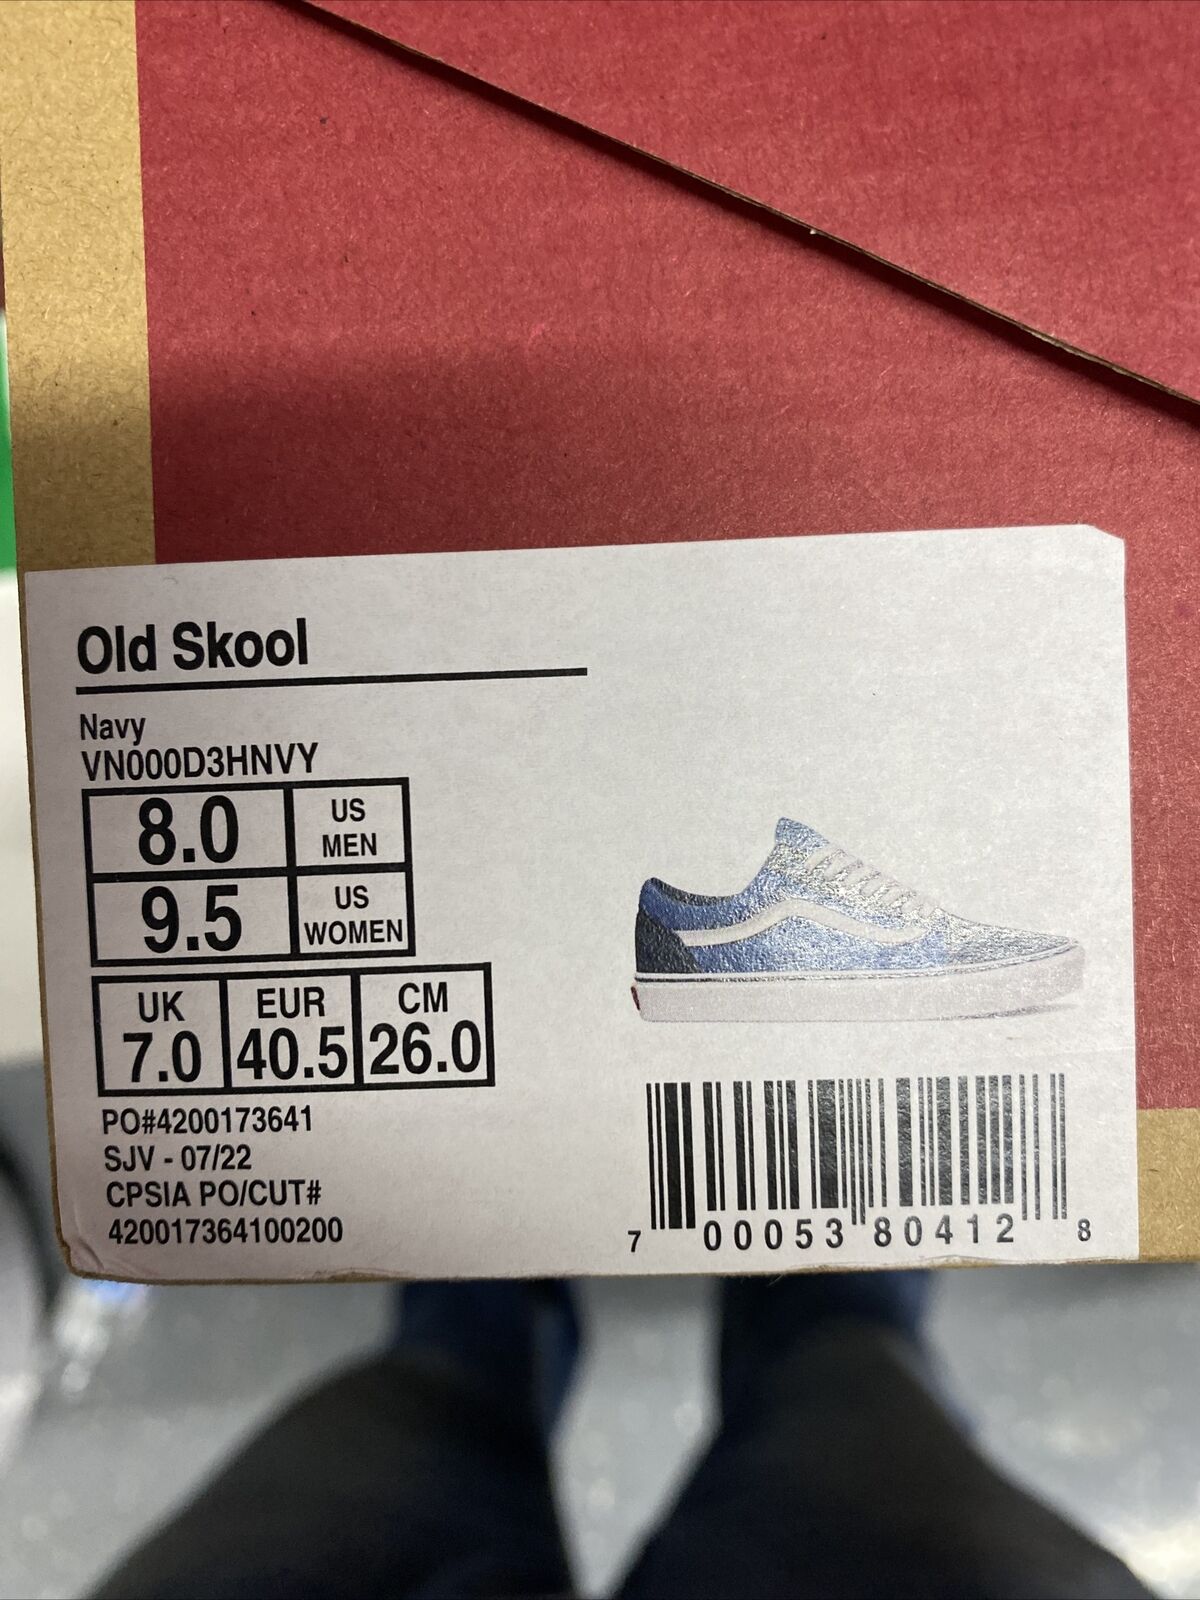 Old Skool
Navy
VN000D3HNVY
8.0 US MEN
9.5 US WOMEN
UK EUR CM
7.0 40.5 26.0
PO#4200173641
SJV - 07/22
CPSIA PO/CUT#
420017364100200
7 00053 80412 8